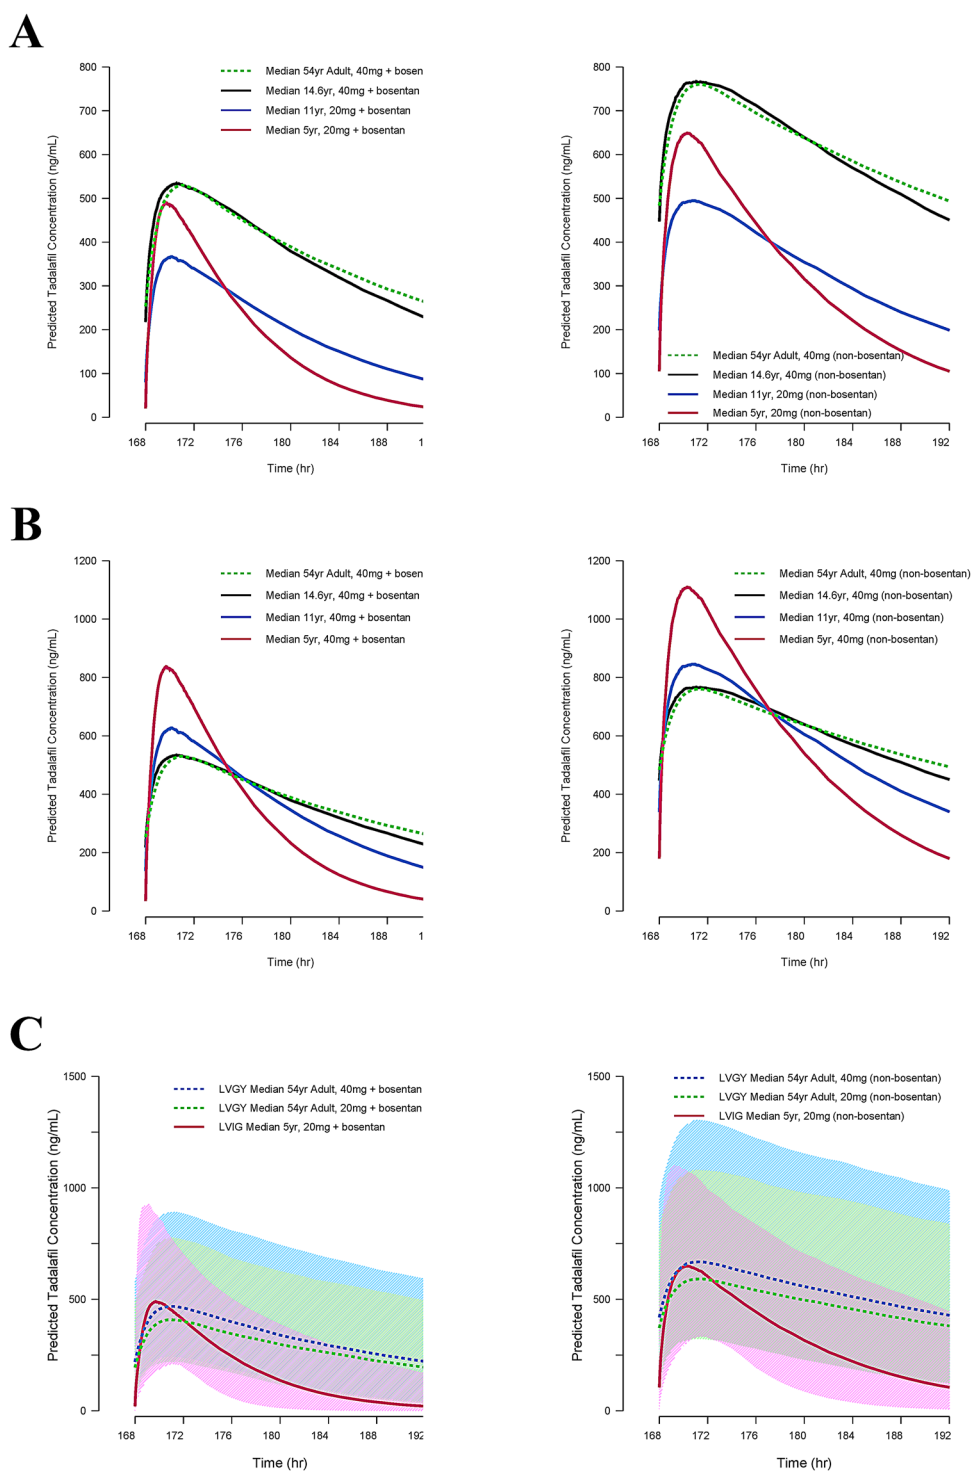 A
Median 54yr Adult, 40mg + bosen
Median 14.6yr, 40mg + bosentan
Median 11yr, 20mg + bosentan
Median 5yr, 20mg + bosentan
Predicted Tadalafil Concentration (ng/mL)
800
700
600
500
400
300
200
100
0
168 172 176 180 184 188 1
Time (hr)
Predicted Tadalafil Concentration (ng/mL)
800
700
600
500
400
300
200
100
0
Median 54yr Adult, 40mg (non-bosentan)
Median 14.6yr, 40mg (non-bosentan)
Median 11yr, 20mg (non-bosentan)
Median 5yr, 20mg (non-bosentan)
168 172 176 180 184 188 192
Time (hr)
B
Median 54yr Adult, 40mg + bosen
Median 14.6yr, 40mg + bosentan
Median 11yr, 40mg + bosentan
Median 5yr, 40mg + bosentan
Predicted Tadalafil Concentration (ng/mL)
1200
1000
800
600
400
200
0
168 172 176 180 184 188 1
Time (hr)
Median 54yr Adult, 40mg (non-bosentan)
Median 14.6yr, 40mg (non-bosentan)
Median 11yr, 40mg (non-bosentan)
Median 5yr, 40mg (non-bosentan)
Predicted Tadalafil Concentration (ng/mL)
1200
1000
800
600
400
200
0
168 172 176 180 184 188 192
Time (hr)
C
LVGY Median 54yr Adult, 40mg + bosentan
LVGY Median 54yr Adult, 20mg + bosentan
LVIG Median 5yr, 20mg + bosentan
Predicted Tadalafil Concentration (ng/mL)
1500
1000
500
0
168 172 176 180 184 188 192
Time (hr)
LVGY Median 54yr Adult, 40mg (non-bosentan)
LVGY Median 54yr Adult, 20mg (non-bosentan)
LVIG Median 5yr, 20mg (non-bosentan)
Predicted Tadalafil Concentration (ng/mL)
1500
1000
500
0
168 172 176 180 184 188 192
Time (hr)